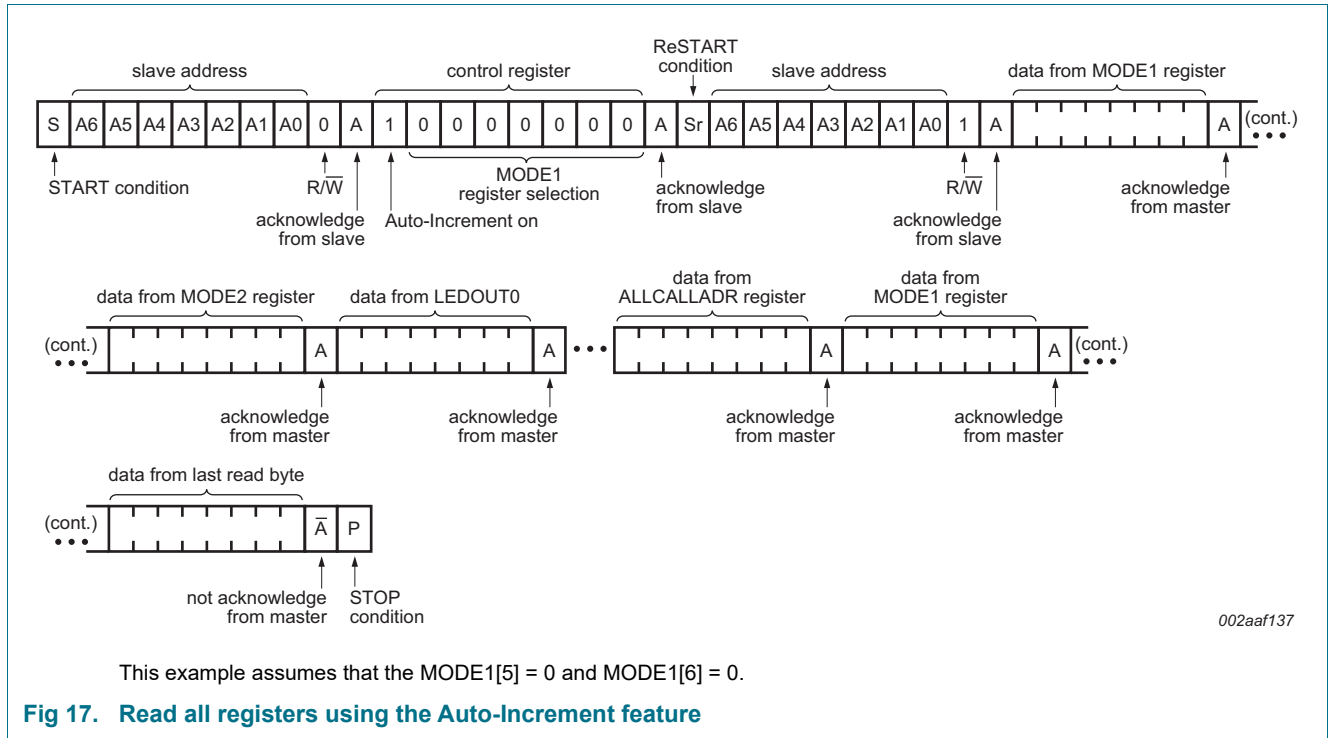 ReSTART
condition
slave address
control register
slave address
data from MODE1 register
S A6 A5 A4 A3 A2 A1 A0 0 A 1 0 0 0 0 0 0 0 A Sr A6 A5 A4 A3 A2 A1 A0 1 A A (cont.)
START condition
R/W̅
acknowledge
from slave
Auto-Increment on
MODE1
register selection
acknowledge
from slave
R/W̅
acknowledge
from slave
acknowledge
from master
data from MODE2 register
data from LEDOUT0
data from
ALLCALLADR register
data from
MODE1 register
(cont.) A A A A (cont.)
acknowledge
from master
acknowledge
from master
acknowledge
from master
acknowledge
from master
data from last read byte
(cont.) A̅ P
not acknowledge
from master
STOP
condition
002aaf137
This example assumes that the MODE1[5] = 0 and MODE1[6] = 0.
Fig 17. Read all registers using the Auto-Increment feature